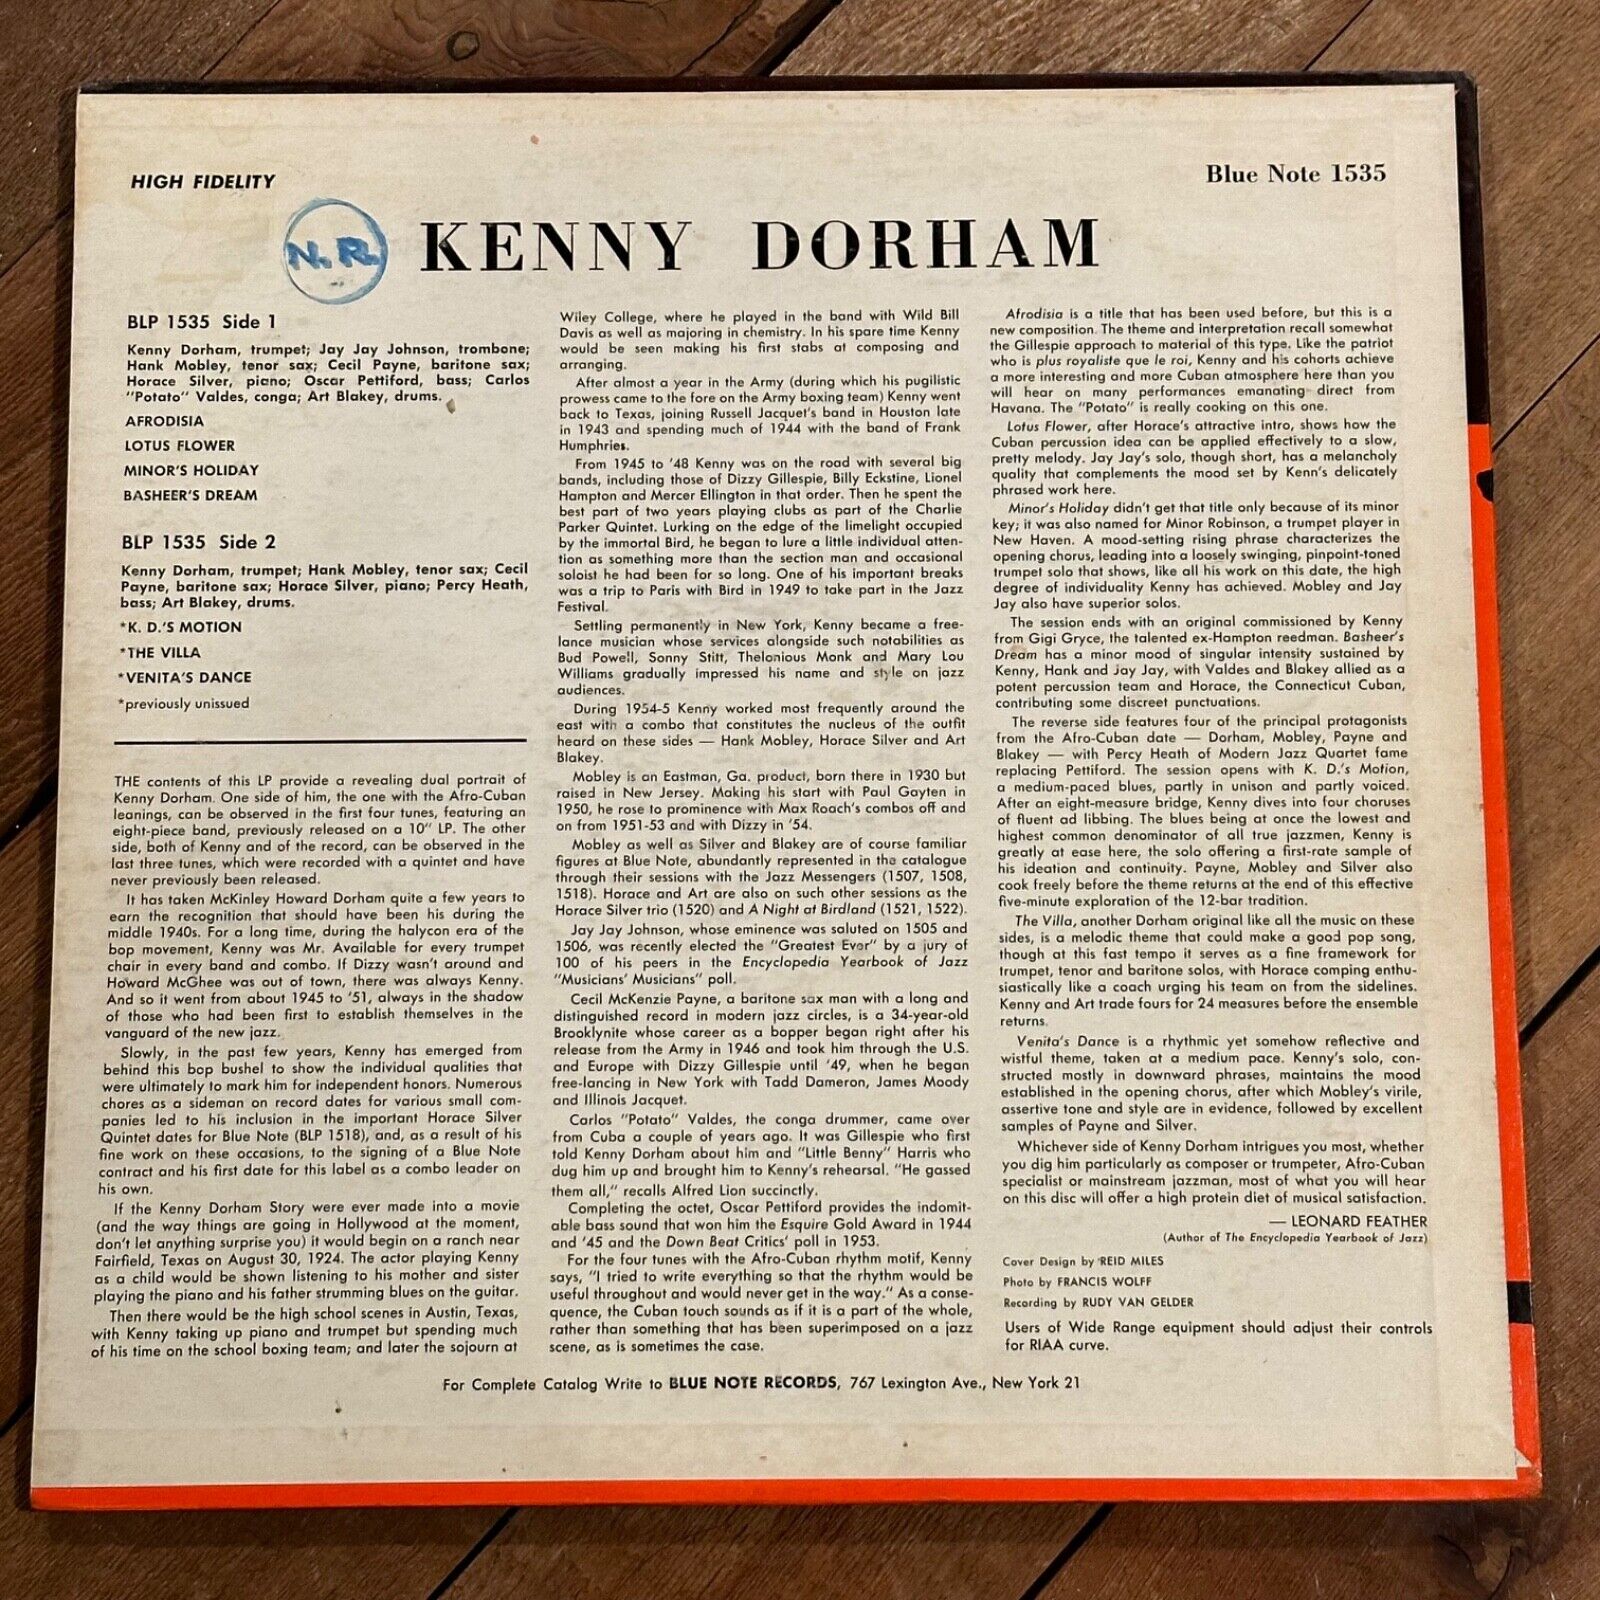 HIGH FIDELITY
Blue Note 1535
N.R.
KENNY DORHAM
BLP 1535 Side 1
Kenny Dorham, trumpet; Jay Jay Johnson, trombone;
Hank Mobley, tenor sax; Cecil Payne, baritone sax;
Horace Silver, piano; Oscar Pettiford, bass; Carlos
"Potato" Valdes, conga; Art Blakey, drums.
AFRODISIA
LOTUS FLOWER
MINOR'S HOLIDAY
BASHEER'S DREAM
BLP 1535 Side 2
Kenny Dorham, trumpet; Hank Mobley, tenor sax; Cecil
Payne, baritone sax; Horace Silver, piano; Percy Heath,
bass; Art Blakey, drums.
*K. D.'S MOTION
*THE VILLA
*VENITA'S DANCE
*previously unissued
THE contents of this LP provide a revealing dual portrait of
Kenny Dorham. One side of him, the one with the Afro-Cuban
leanings, can be observed in the first four tunes, featuring an
eight-piece band, previously released on a 10" LP. The other
side, both of Kenny and of the record, can be observed in the
last three tunes, which were recorded with a quintet and have
never previously been released.
It has taken McKinley Howard Dorham quite a few years to
earn the recognition that should have been his during the
middle 1940s. For a long time, during the halcyon era of the
bop movement, Kenny was Mr. Available for every trumpet
chair in every band and combo. If Dizzy wasn't around and
Howard McGhee was out of town, there was always Kenny.
And so it went from about 1945 to '51, always in the shadow
of those who had been first to establish themselves in the
vanguard of the new jazz.
Slowly, in the past few years, Kenny has emerged from
behind this bop bushel to show the individual qualities that
were ultimately to mark him for independent honors. Numerous
chores as a sideman on record dates for various small com-
panies led to his inclusion in the important Horace Silver
Quintet dates for Blue Note (BLP 1518), and, as a result of his
fine work on these occasions, to the signing of a Blue Note
contract and his first date for this label as a combo leader on
his own.
If the Kenny Dorham Story were ever made into a movie
(and the way things are going in Hollywood at the moment,
don't let anything surprise you) it would begin on a ranch near
Fairfield, Texas on August 30, 1924. The actor playing Kenny
as a child would be shown listening to his mother and sister
playing the piano and his father strumming blues on the guitar.
Then there would be the high school scenes in Austin, Texas,
with Kenny taking up piano and trumpet but spending much
of his time on the school boxing team; and later the sojourn at
Wiley College, where he played in the band with Wild Bill
Davis as well as majoring in chemistry. In his spare time Kenny
would be seen making his first stabs at composing and
arranging.
After almost a year in the Army (during which his pugilistic
prowess came to the fore on the Army boxing team) Kenny went
back to Texas, joining Russell Jacquet's band in Houston late
in 1943 and spending much of 1944 with the band of Frank
Humphries.
From 1945 to '48 Kenny was on the road with several big
bands, including those of Dizzy Gillespie, Billy Eckstine, Lionel
Hampton and Mercer Ellington in that order. Then he spent the
best part of two years playing clubs as part of the Charlie
Parker Quintet. Lurking on the edge of the limelight occupied
by the immortal Bird, he began to lure a little individual atten-
tion as something more than the section man and occasional
soloist he had been for so long. One of his important breaks
was a trip to Paris with Bird in 1949 to take part in the Jazz
Festival.
Settling permanently in New York, Kenny became a free-
lance musician whose services alongside such notabilities as
Bud Powell, Sonny Stitt, Thelonious Monk and Mary Lou
Williams gradually impressed his name and style on jazz
audiences.
During 1954-5 Kenny worked most frequently around the
east with a combo that constitutes the nucleus of the outfit
heard on these sides — Hank Mobley, Horace Silver and Art
Blakey.
Mobley is an Eastman, Ga. product, born there in 1930 but
raised in New Jersey. Making his start with Paul Gayten in
1950, he rose to prominence with Max Roach's combos off and
on from 1951-53 and with Dizzy in '54.
Mobley as well as Silver and Blakey are of course familiar
figures at Blue Note, abundantly represented in the catalogue
through their sessions with the Jazz Messengers (1507, 1508,
1518). Horace and Art are also on such other sessions as the
Horace Silver trio (1520) and A Night at Birdland (1521, 1522).
Jay Jay Johnson, whose eminence was saluted on 1505 and
1506, was recently elected the "Greatest Ever" by a jury of
100 of his peers in the Encyclopedia Yearbook of Jazz
"Musicians' Musicians" poll.
Cecil McKenzie Payne, a baritone sax man with a long and
distinguished record in modern jazz circles, is a 34-year-old
Brooklynite whose career as a bopper began right after his
release from the Army in 1946 and took him through the U.S.
and Europe with Dizzy Gillespie until '49, when he began
free-lancing in New York with Tadd Dameron, James Moody
and Illinois Jacquet.
Carlos "Potato" Valdes, the conga drummer, came over
from Cuba a couple of years ago. It was Gillespie who first
told Kenny Dorham about him and "Little Benny" Harris who
dug him up and brought him to Kenny's rehearsal. "He gassed
them all," recalls Alfred Lion succinctly.
Completing the octet, Oscar Pettiford provides the indomit-
able bass sound that won him the Esquire Gold Award in 1944
and '45 and the Down Beat Critics' poll in 1953.
For the four tunes with the Afro-Cuban rhythm motif, Kenny
says, "I tried to write everything so that the rhythm would be
useful throughout and would never get in the way." As a conse-
quence, the Cuban touch sounds as if it is a part of the whole,
rather than something that has been superimposed on a jazz
scene, as is sometimes the case.
Afrodisia is a title that has been used before, but this is a
new composition. The theme and interpretation recall somewhat
the Gillespie approach to material of this type. Like the patriot
who is plus royaliste que le roi, Kenny and his cohorts achieve
a more interesting and more Cuban atmosphere here than you
will hear on many performances emanating direct from
Havana. The "Potato" is really cooking on this one.
Lotus Flower, after Horace's attractive intro, shows how the
Cuban percussion idea can be applied effectively to a slow,
pretty melody. Jay Jay's solo, though short, has a melancholy
quality that complements the mood set by Kenn's delicately
phrased work here.
Minor's Holiday didn't get that title only because of its minor
key; it was also named for Minor Robinson, a trumpet player in
New Haven. A mood-setting rising phrase characterizes the
opening chorus, leading into a loosely swinging, pinpoint-toned
trumpet solo that shows, like all his work on this date, the high
degree of individuality Kenny has achieved. Mobley and Jay
Jay also have superior solos.
The session ends with an original commissioned by Kenny
from Gigi Gryce, the talented ex-Hampton reedman. Basheer's
Dream has a minor mood of singular intensity sustained by
Kenny, Hank and Jay Jay, with Valdes and Blakey allied as a
potent percussion team and Horace, the Connecticut Cuban,
contributing some discreet punctuations.
The reverse side features four of the principal protagonists
from the Afro-Cuban date — Dorham, Mobley, Payne and
Blakey — with Percy Heath of Modern Jazz Quartet fame
replacing Pettiford. The session opens with K. D.'s Motion,
a medium-paced blues, partly in unison and partly voiced.
After an eight-measure bridge, Kenny dives into four choruses
of fluent ad libbing. The blues being at once the lowest and
highest common denominator of all true jazzmen, Kenny is
greatly at ease here, the solo offering a first-rate sample of
his ideation and continuity. Payne, Mobley and Silver also
cook freely before the theme returns at the end of this effective
five-minute exploration of the 12-bar tradition.
The Villa, another Dorham original like all the music on these
sides, is a melodic theme that could make a good pop song,
though at this fast tempo it serves as a fine framework for
trumpet, tenor and baritone solos, with Horace comping enthu-
siastically like a coach urging his team on from the sidelines.
Kenny and Art trade fours for 24 measures before the ensemble
returns.
Venita's Dance is a rhythmic yet somehow reflective and
wistful theme, taken at a medium pace. Kenny's solo, con-
structed mostly in downward phrases, maintains the mood
established in the opening chorus, after which Mobley's virile,
assertive tone and style are in evidence, followed by excellent
samples of Payne and Silver.
Whichever side of Kenny Dorham intrigues you most, whether
you dig him particularly as composer or trumpeter, Afro-Cuban
specialist or mainstream jazzman, most of what you will hear
on this disc will offer a high protein diet of musical satisfaction.
— LEONARD FEATHER
(Author of The Encyclopedia Yearbook of Jazz)
Cover Design by REID MILES
Photo by FRANCIS WOLFF
Recording by RUDY VAN GELDER
Users of Wide Range equipment should adjust their controls
for RIAA curve.
For Complete Catalog Write to BLUE NOTE RECORDS, 767 Lexington Ave., New York 21